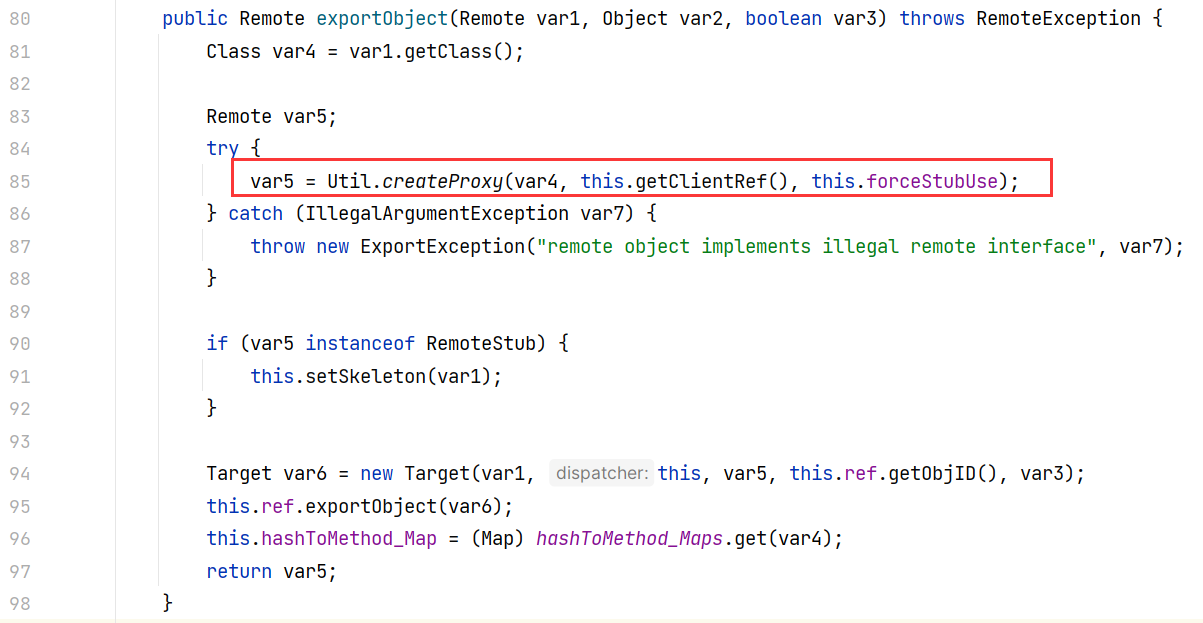 80 public Remote exportObject(Remote var1, Object var2, boolean var3) throws RemoteException {
81 Class var4 = var1.getClass();
82
83 Remote var5;
84 try {
85 var5 = Util.createProxy(var4, this.getClientRef(), this.forceStubUse);
86 } catch (IllegalArgumentException var7) {
87 throw new ExportException("remote object implements illegal remote interface", var7);
88 }
89
90 if (var5 instanceof RemoteStub) {
91 this.setSkeleton(var1);
92 }
93
94 Target var6 = new Target(var1, dispatcher: this, var5, this.ref.getObjID(), var3);
95 this.ref.exportObject(var6);
96 this.hashToMethod_Map = (Map) hashToMethod_Maps.get(var4);
97 return var5;
98 }